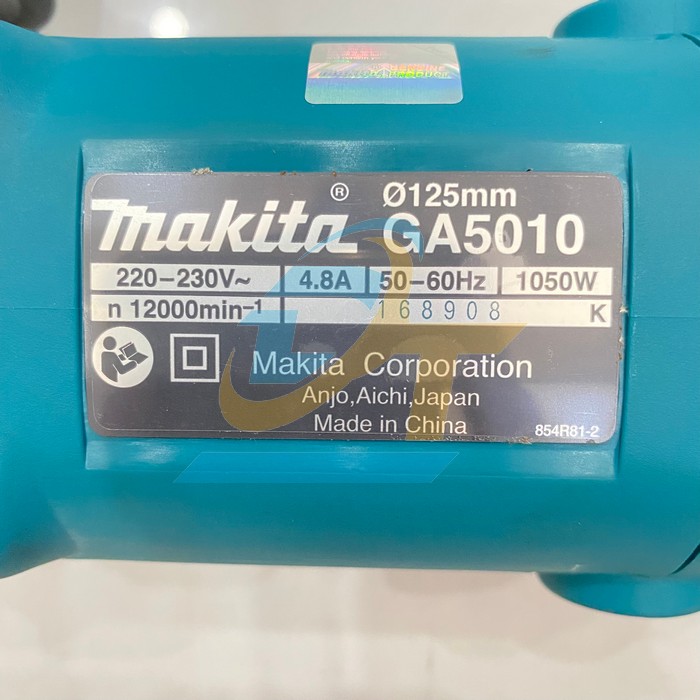 makita® Ø125mm
GA5010
220-230V~ 4.8A 50-60Hz 1050W
n 12000min-1 168908 K
Makita Corporation
Anjo,Aichi,Japan
Made in China
854R81-2